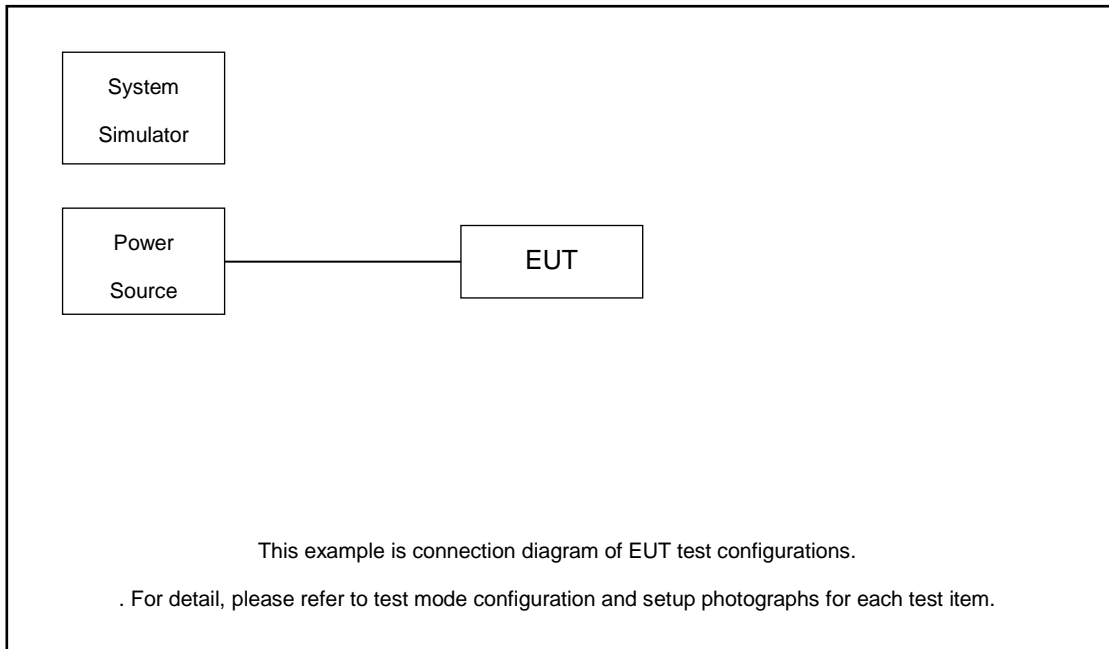 System
Simulator
Power
Source
EUT
This example is connection diagram of EUT test configurations.
. For detail, please refer to test mode configuration and setup photographs for each test item.